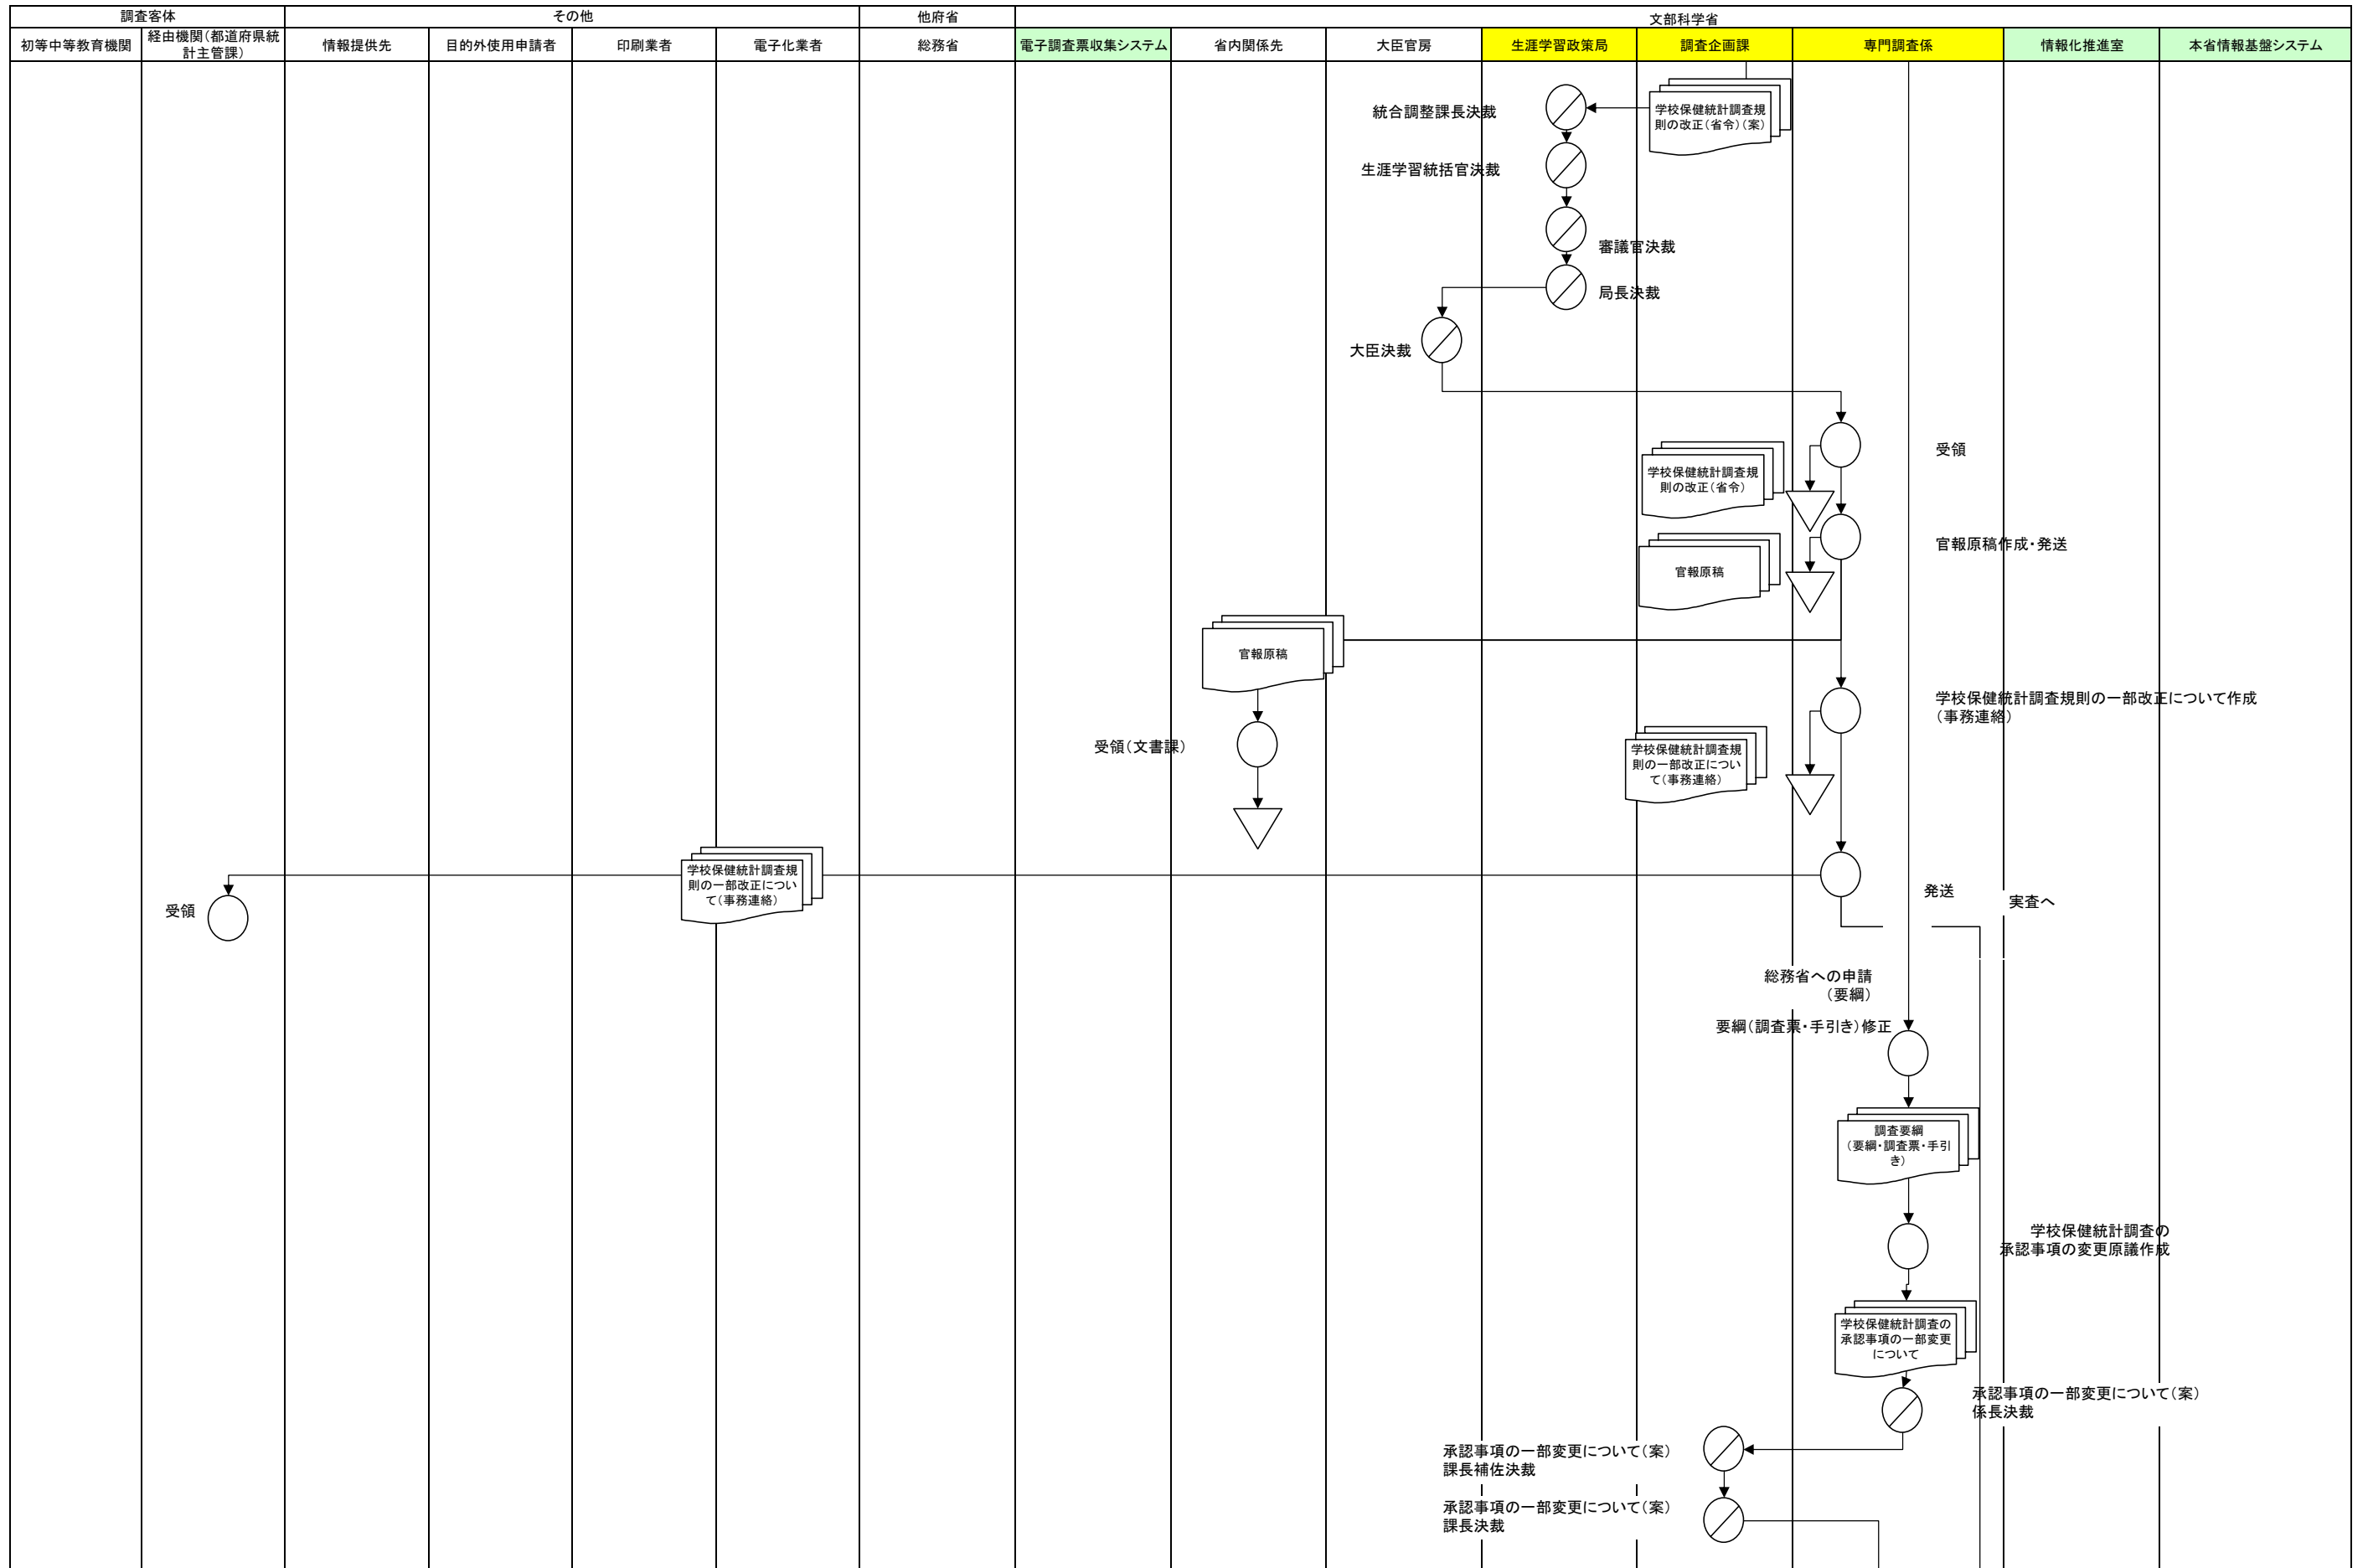 調査客体
その他
他府省
文部科学省
初等中等教育機関
経由機関（都道府県統
計主管課）
情報提供先
目的外使用申請者
印刷業者
電子化業者
総務省
電子調査票収集システム
省内関係先
大臣官房
生涯学習政策局
調査企画課
専門調査係
情報化推進室
本省情報基盤システム
統合調整課長決裁
学校保健統計調査規
則の改正（省令）（案）
生涯学習統括官決裁
審議官決裁
局長決裁
大臣決裁
受領
学校保健統計調査規
則の改正（省令）
官報原稿作成・発送
官報原稿
官報原稿
学校保健統計調査規則の一部改正について作成
（事務連絡）
受領（文書課）
学校保健統計調査規
則の一部改正につい
て（事務連絡）
学校保健統計調査規
則の一部改正につい
て（事務連絡）
受領
発送
実査へ
総務省への申請
（要綱）
要綱（調査票・手引き）修正
調査要綱
（要綱・調査票・手引
き）
学校保健統計調査の
承認事項の変更原議作成
学校保健統計調査の
承認事項の一部変更
について
承認事項の一部変更について（案）
係長決裁
承認事項の一部変更について（案）
課長補佐決裁
承認事項の一部変更について（案）
課長決裁